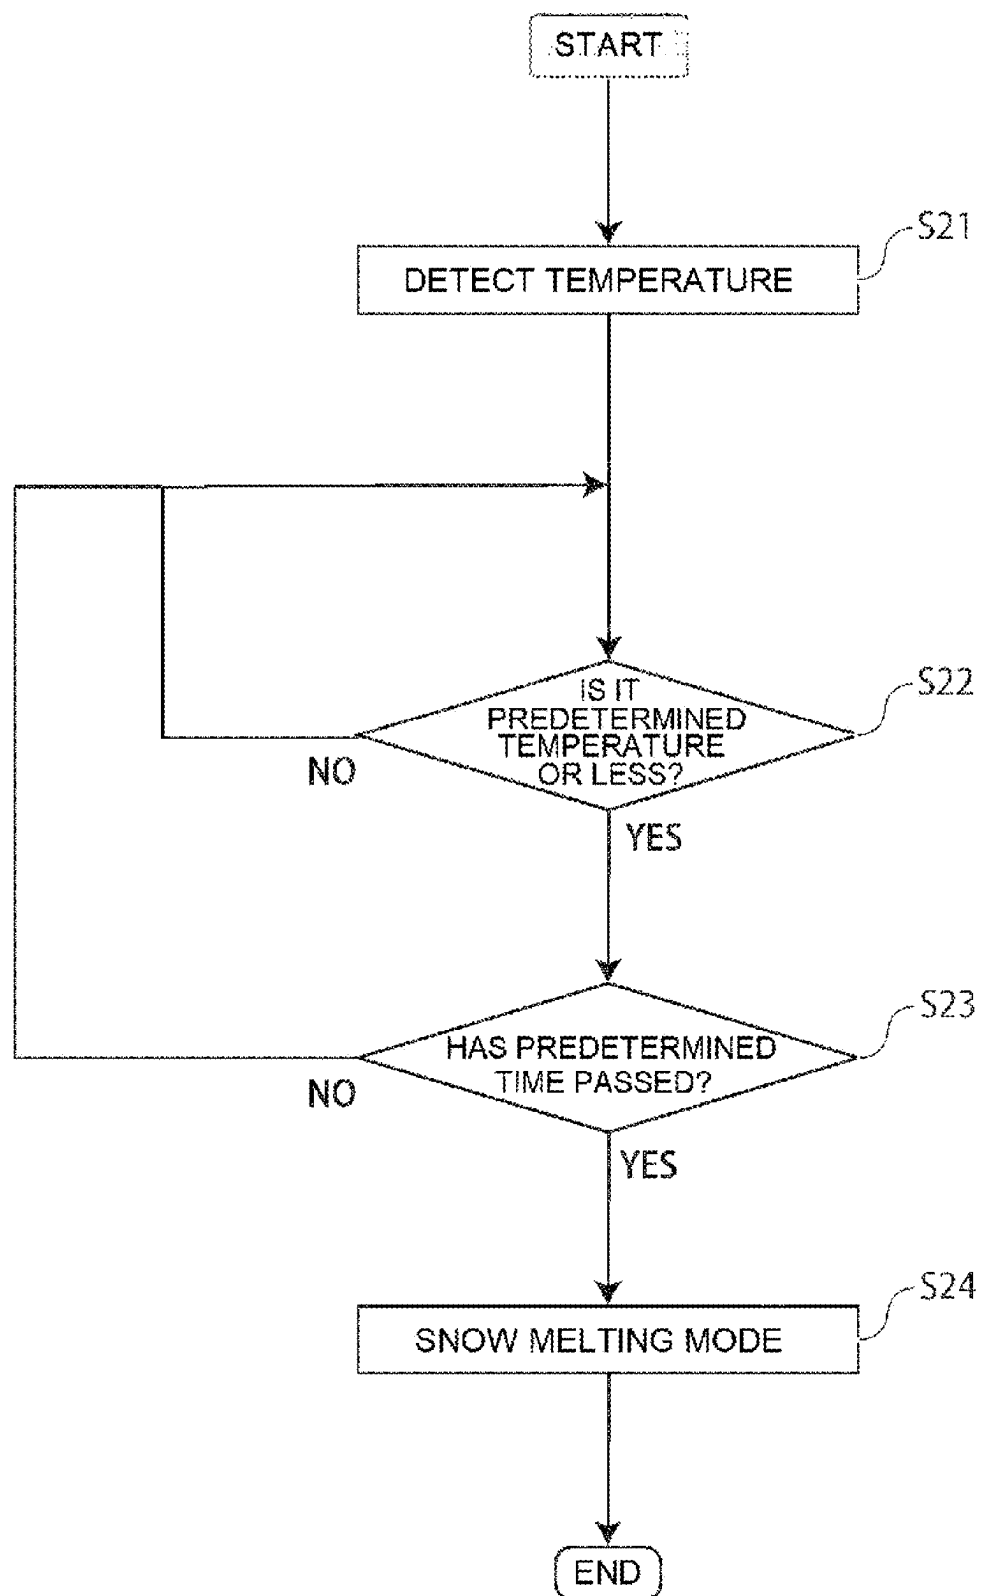 START
S21
DETECT TEMPERATURE
S22
IS IT
PREDETERMINED
TEMPERATURE
OR LESS?
NO
YES
S23
HAS PREDETERMINED
TIME PASSED?
NO
YES
S24
SNOW MELTING MODE
END